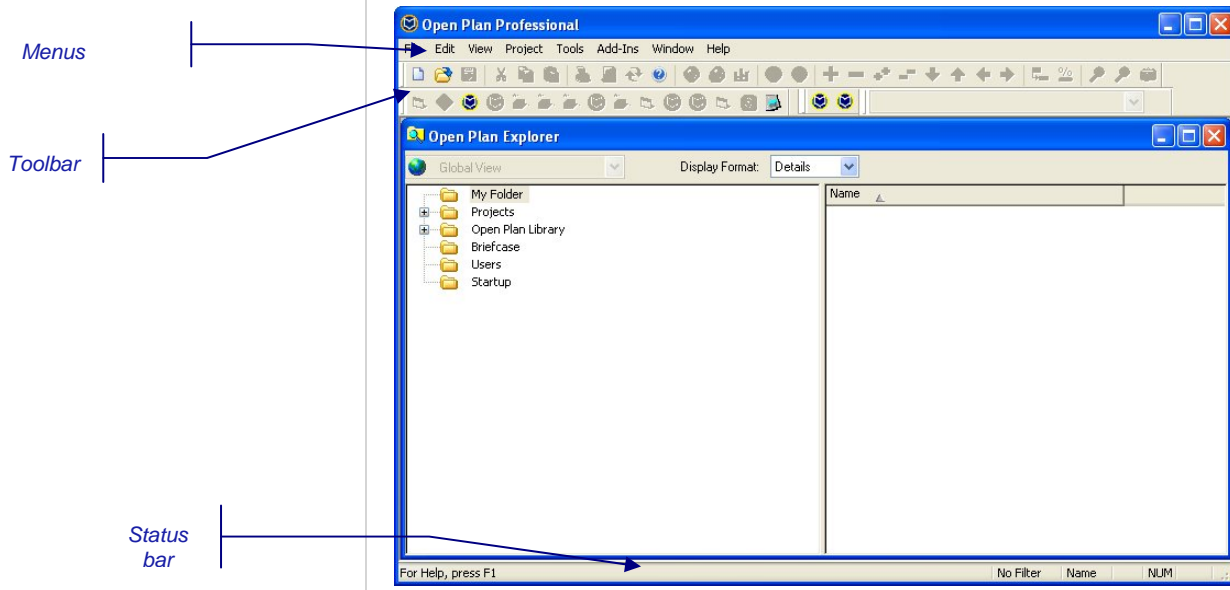 Open Plan Professional
Menus
F Edit View Project Tools Add-Ins Window Help
Open Plan Explorer
Toolbar
Global View Display Format: Details
My Folder Name
Projects
Open Plan Library
Briefcase
Users
Startup
Status
bar
For Help, press F1 No Filter Name NUM